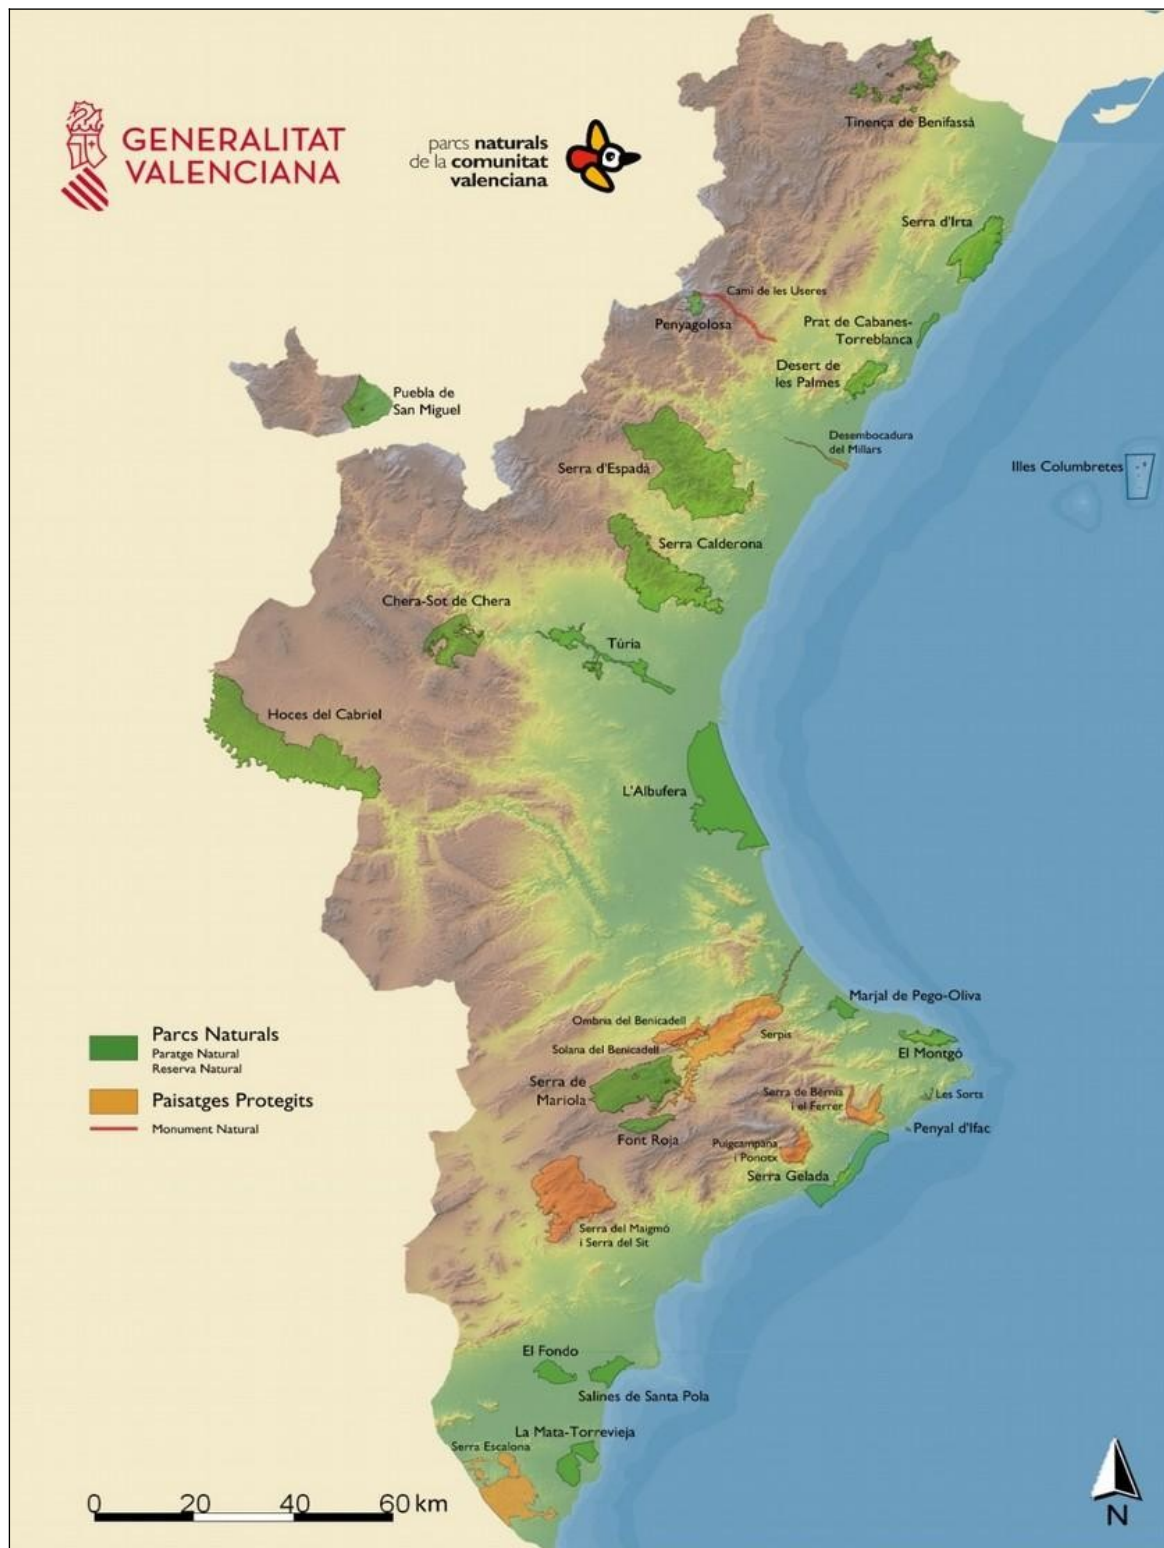 GENERALITAT
VALENCIANA
parcs naturals
de la comunitat
valenciana
Tinença de Benifassà
Serra d'Irta
Camí de les Useres
Penyagolosa
Prat de Cabanes-
Torreblanca
Desert de
les Palmes
Puebla de
San Miguel
Desembocadura
del Millars
Serra d'Espadà
Illes Columbretes
Serra Calderona
Chera-Sot de Chera
Túria
Hoces del Cabriel
L'Albufera
Marjal de Pego-Oliva
Ombria del Benicadell
Serpis
Solana del Benicadell
El Montgó
Serra de
Mariola
Serra de Bèrnia
i el Ferrer
Les Sorts
Font Roja
Penyal d'Ifac
Puigcampana
i Ponotx
Serra Gelada
Serra del Maigmó
i Serra del Sit
El Fondo
Salines de Santa Pola
La Mata-Torrevieja
Serra Escalona
Parcs Naturals
Paratge Natural
Reserva Natural
Paisatges Protegits
Monument Natural
0 20 40 60 km
N